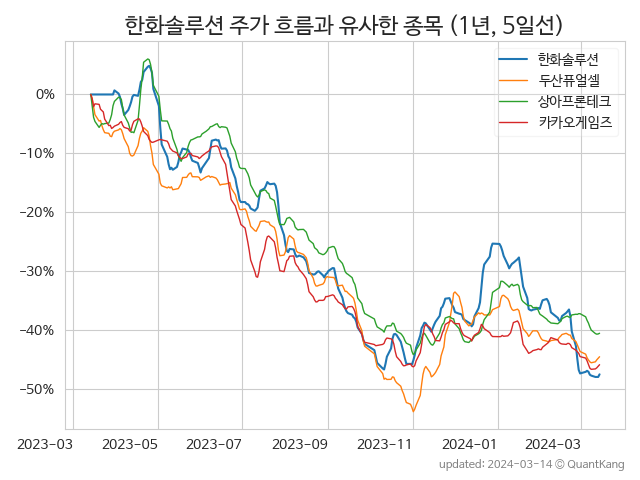 한화솔루션 주가 흐름과 유사한 종목 (1년, 5일선)
한화솔루션
두산퓨얼셀
상아프론테크
카카오게임즈
0%
−10%
−20%
−30%
−40%
−50%
2023−03
2023−05
2023−07
2023−09
2023−11
2024−01
2024−03
updated: 2024-03-14 © QuantKang